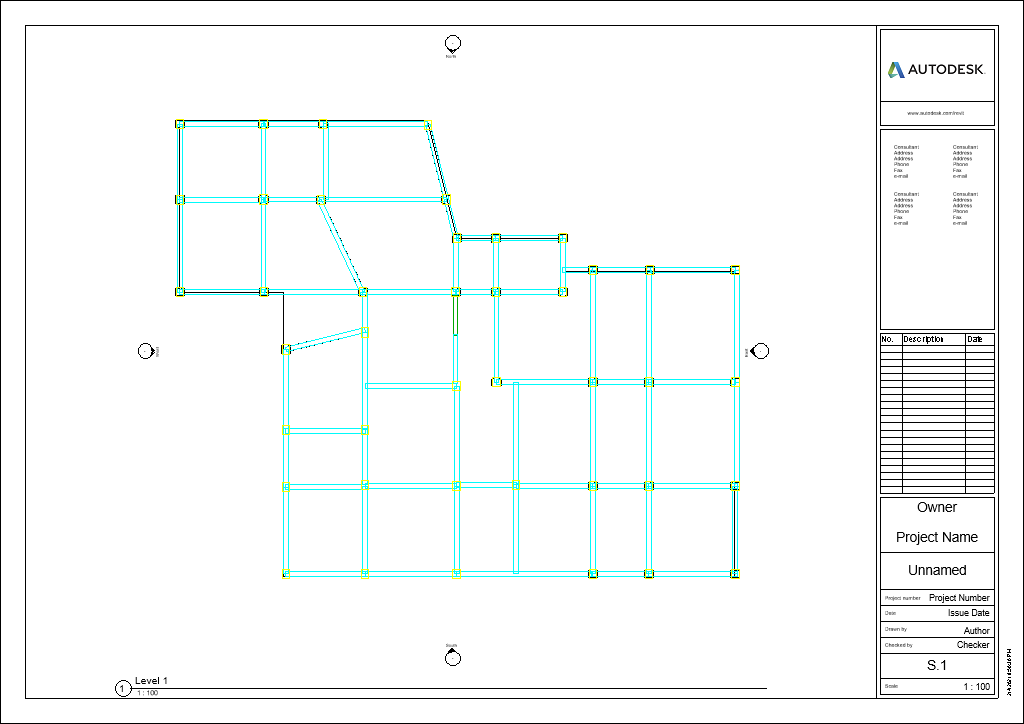 North
AUTODESK.
www.autodesk.com/revit
Consultant Consultant
Address Address
Address Address
Phone Phone
Fax Fax
e-mail e-mail
Consultant Consultant
Address Address
Address Address
Phone Phone
Fax Fax
e-mail e-mail
No. Description Date
Owner
Project Name
Unnamed
Project number Project Number
Date Issue Date
Drawn by Author
Checked by Checker
S.1
Scale 1 : 100
East
South
1 Level 1
1 : 100